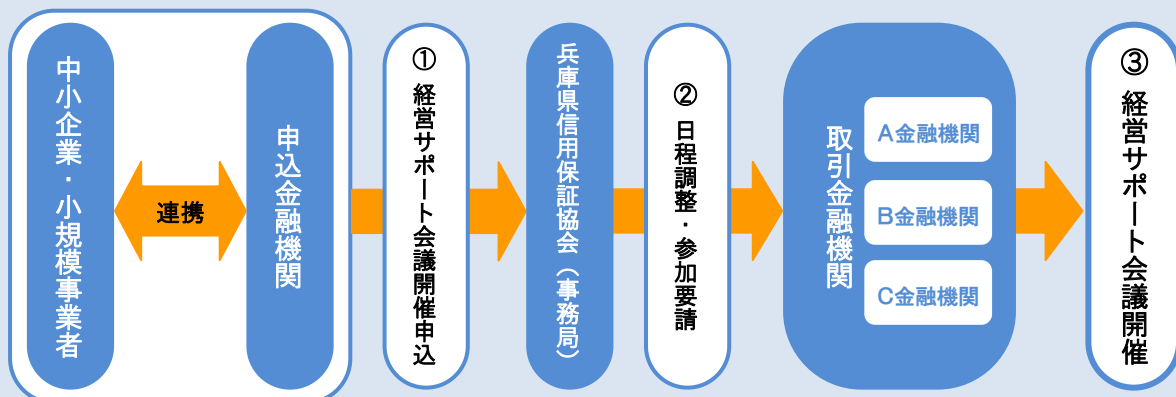 中小企業・小規模事業者
連携
申込金融機関
① 経営サポート会議開催申込
兵庫県信用保証協会（事務局）
② 日程調整・参加要請
取引金融機関
A金融機関
B金融機関
C金融機関
③ 経営サポート会議開催